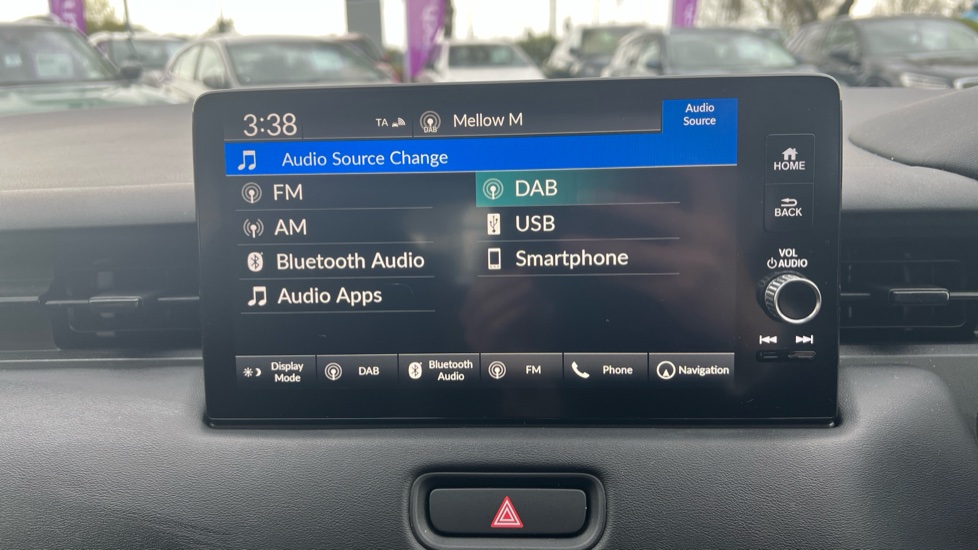 3:38 TA DAB Mellow M Audio Source
Audio Source Change
FM DAB
AM USB
Bluetooth Audio Smartphone
Audio Apps
Display Mode DAB Bluetooth Audio FM Phone Navigation
HOME
BACK
VOL
AUDIO